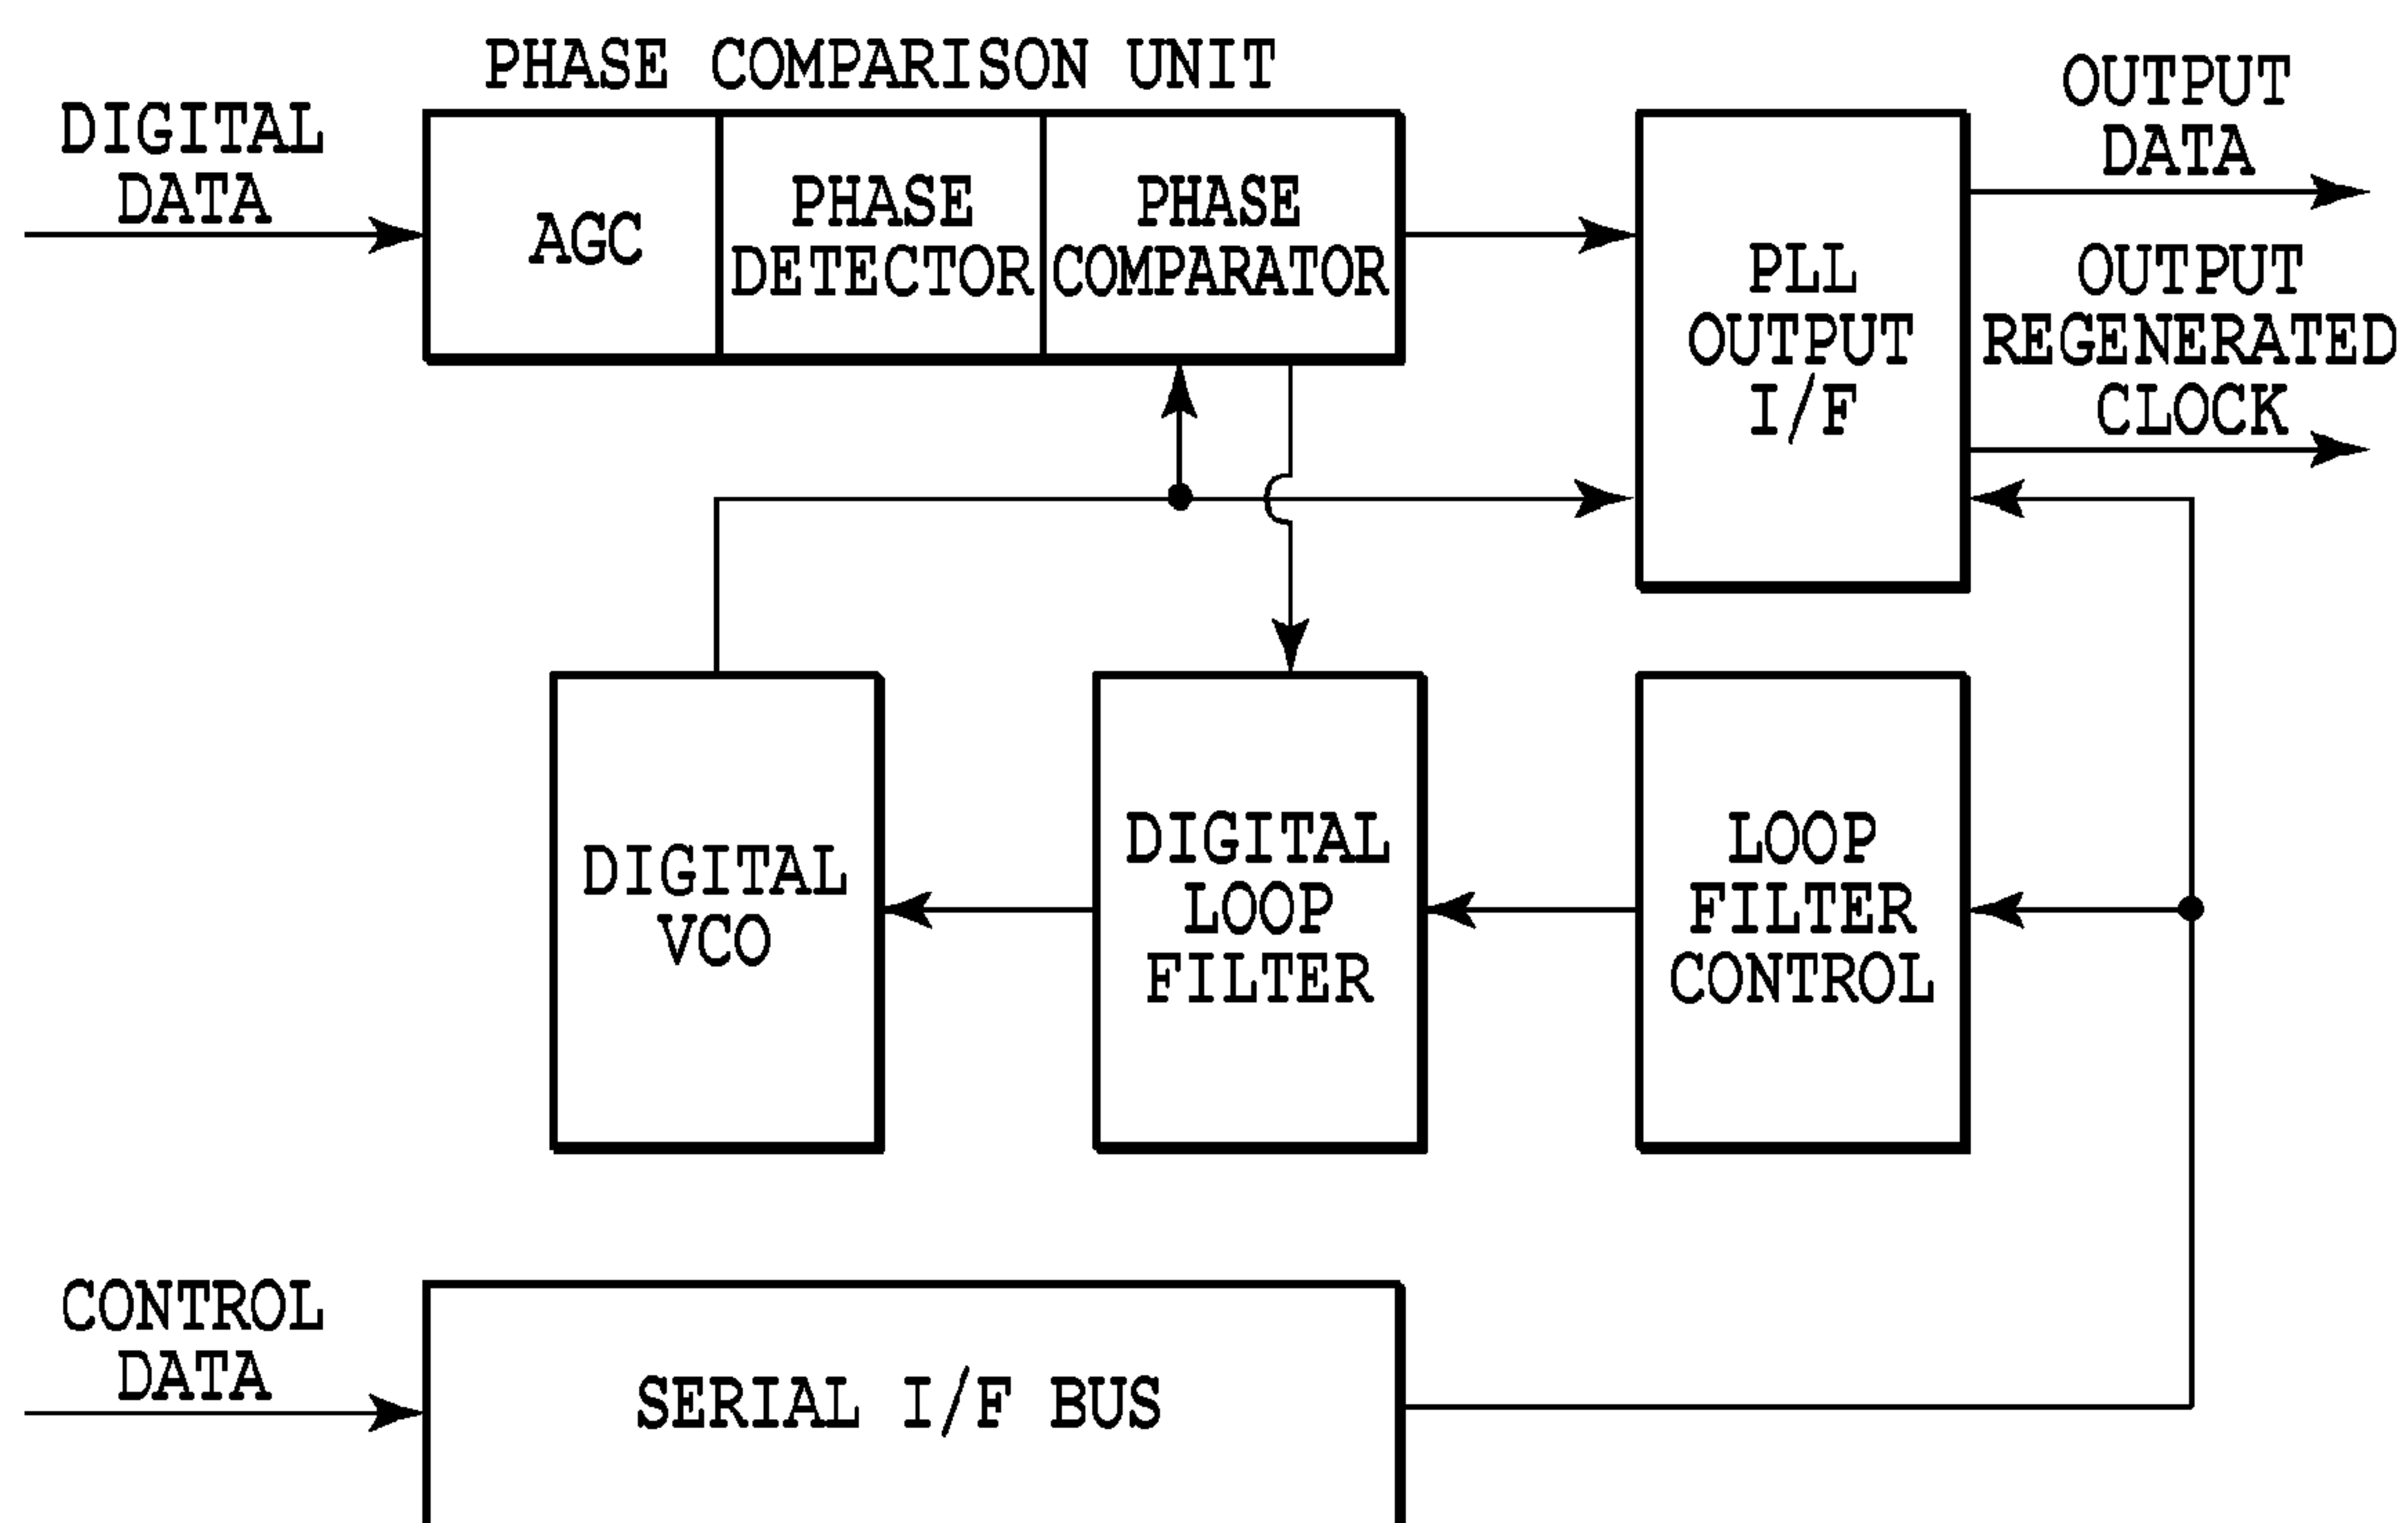 PHASE COMPARISON UNIT
DIGITAL
DATA
AGC
PHASE
DETECTOR
PHASE
COMPARATOR
PLL
OUTPUT
I/F
OUTPUT
DATA
OUTPUT
REGENERATED
CLOCK
DIGITAL
VCO
DIGITAL
LOOP
FILTER
LOOP
FILTER
CONTROL
CONTROL
DATA
SERIAL I/F BUS